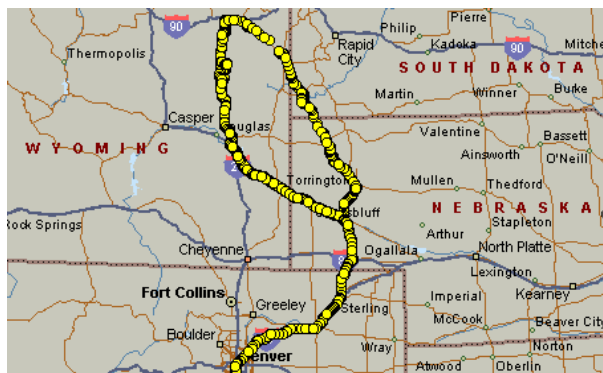 Pierre
90
Philip
Rapid
City
Kadoka
90
Mitche
Thermopolis
SOUTH DAKOTA
Martin
Winner
Burke
Casper
Douglas
Valentine
Bassett
WYOMING
Ainsworth
O'Neill
Torrington
Mullen
Thedford
NEBRASKA
sbluff
Stapleton
Rock Springs
Arthur
Cheyenne
Ogallala
North Platte
Lexington
Fort Collins
Greeley
Sterling
Imperial
Kearney
Boulder
McCook
Beaver City
Denver
Wray
Norton
Atwood
Oberlin